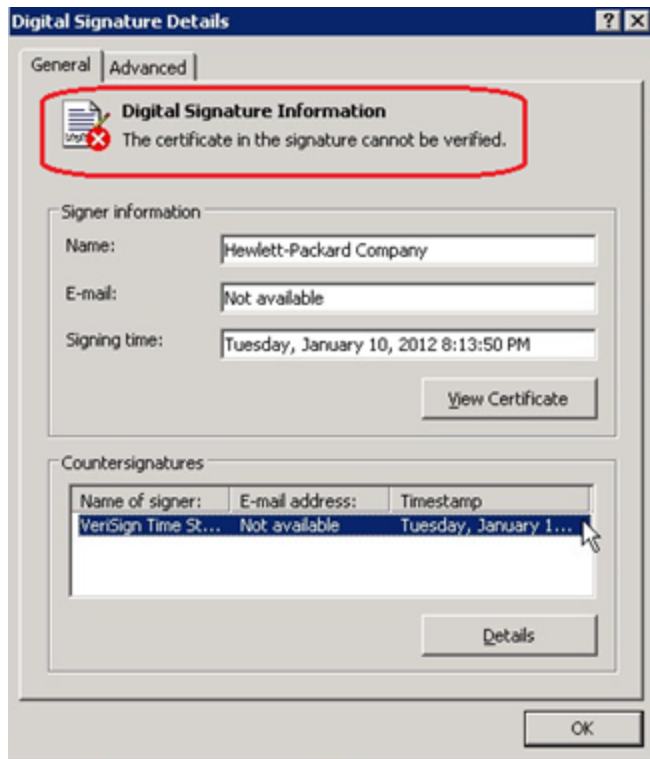 Digital Signature Details
General Advanced
Digital Signature Information
The certificate in the signature cannot be verified.
Signer information
Name: Hewlett-Packard Company
E-mail: Not available
Signing time: Tuesday, January 10, 2012 8:13:50 PM
View Certificate
Countersignatures
Name of signer: E-mail address: Timestamp
VeriSign Time St... Not available Tuesday, January 1...
Details
OK